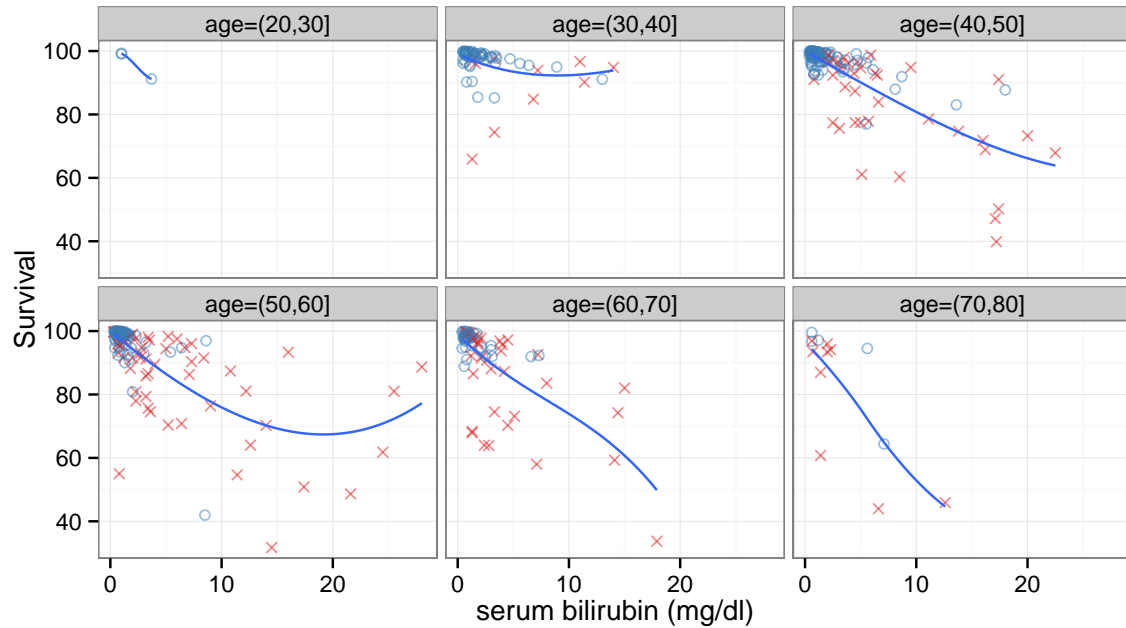 age=(20,30] age=(30,40] age=(40,50]
100
80
60
40
age=(50,60] age=(60,70] age=(70,80]
100
80
60
40
0 10 20 0 10 20 0 10 20
serum bilirubin (mg/dl)
Survival